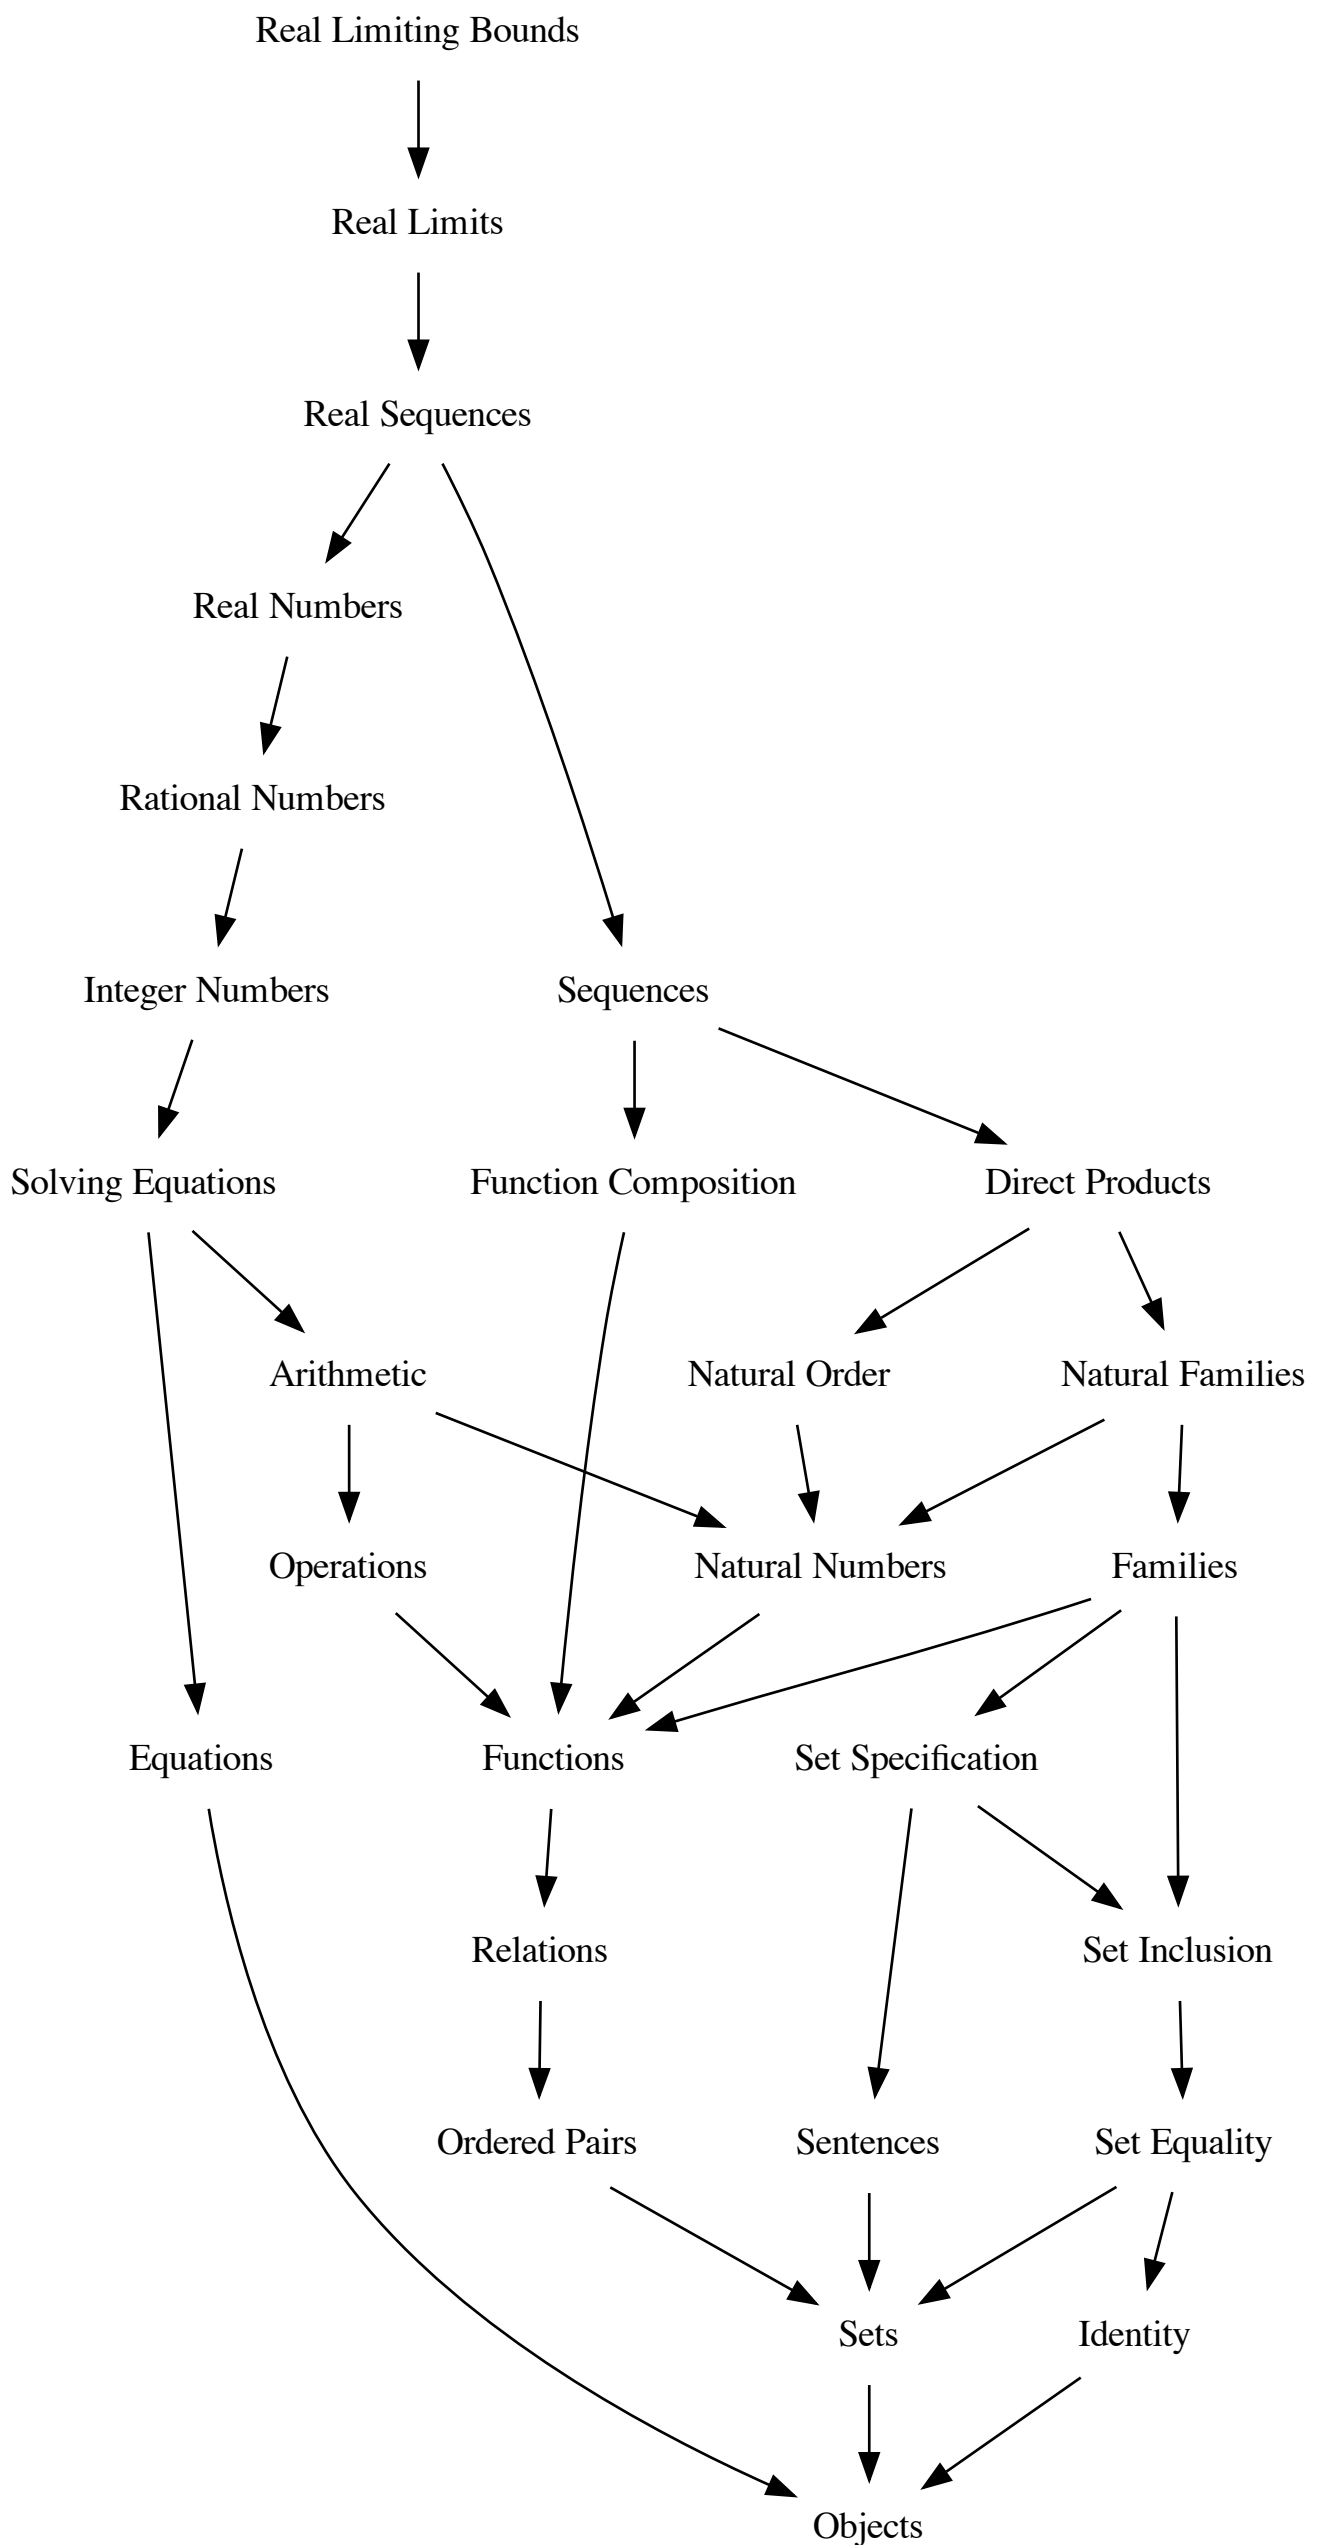 Real Limiting Bounds
Real Limits
Real Sequences
Real Numbers
Rational Numbers
Integer Numbers
Sequences
Solving Equations
Function Composition
Direct Products
Arithmetic
Natural Order
Natural Families
Operations
Natural Numbers
Families
Equations
Functions
Set Specification
Relations
Set Inclusion
Ordered Pairs
Sentences
Set Equality
Sets
Identity
Objects